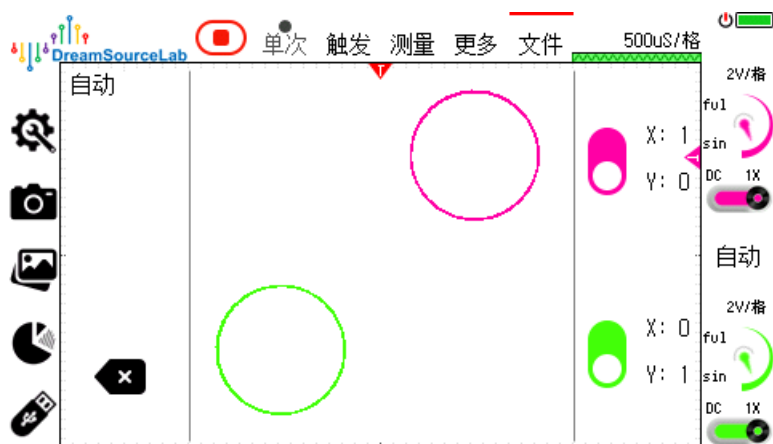 DreamSourceLab
单次 触发 测量 更多 文件
500uS/格
T
自动
2V/格
ful
sin
X: 1
Y: 0
T
DC 1X
自动
2V/格
ful
sin
X: 0
Y: 1
DC 1X